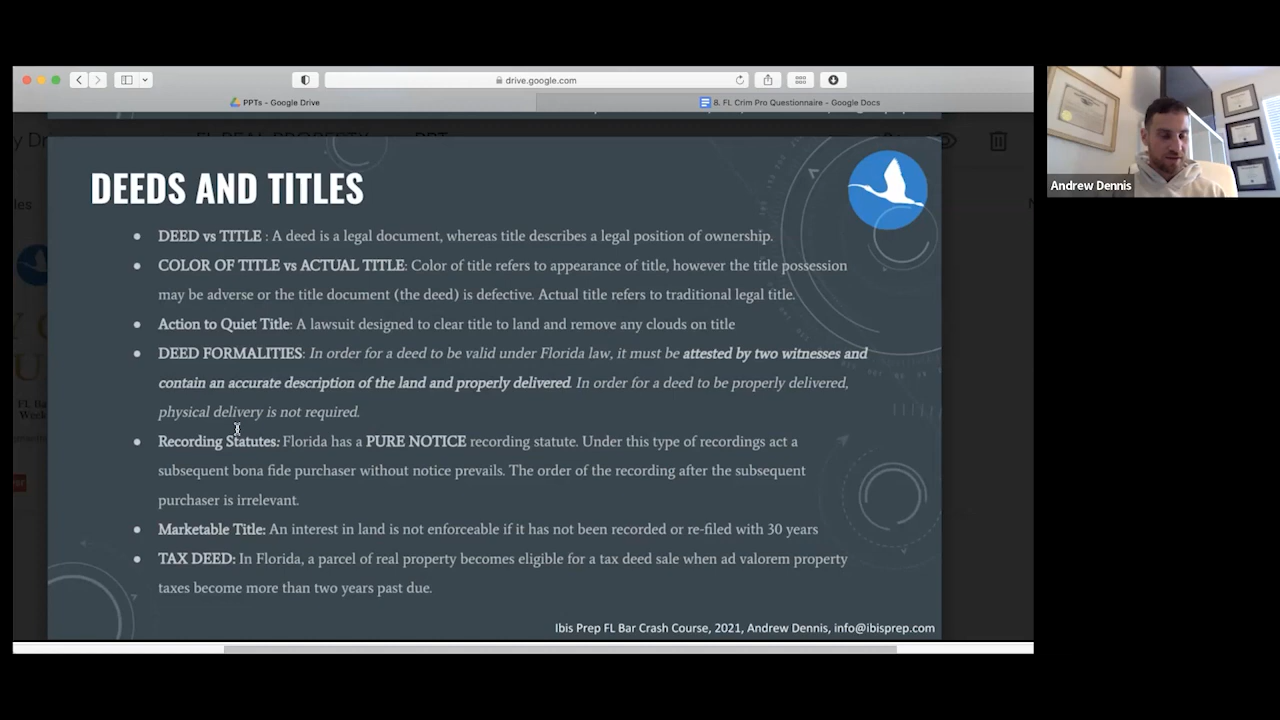 drive.google.com
PPTs - Google Drive
8. FL Crim Pro Questionnaire - Google Docs
DEEDS AND TITLES
● DEED vs TITLE : A deed is a legal document, whereas title describes a legal position of ownership.
● COLOR OF TITLE vs ACTUAL TITLE: Color of title refers to appearance of title, however the title possession
may be adverse or the title document (the deed) is defective. Actual title refers to traditional legal title.
● Action to Quiet Title: A lawsuit designed to clear title to land and remove any clouds on title
● DEED FORMALITIES: In order for a deed to be valid under Florida law, it must be attested by two witnesses and
contain an accurate description of the land and properly delivered. In order for a deed to be properly delivered,
physical delivery is not required.
● Recording Statutes: Florida has a PURE NOTICE recording statute. Under this type of recordings act a
subsequent bona fide purchaser without notice prevails. The order of the recording after the subsequent
purchaser is irrelevant.
● Marketable Title: An interest in land is not enforceable if it has not been recorded or re-filed with 30 years
● TAX DEED: In Florida, a parcel of real property becomes eligible for a tax deed sale when ad valorem property
taxes become more than two years past due.
Ibis Prep FL Bar Crash Course, 2021, Andrew Dennis, info@ibisprep.com
Andrew Dennis